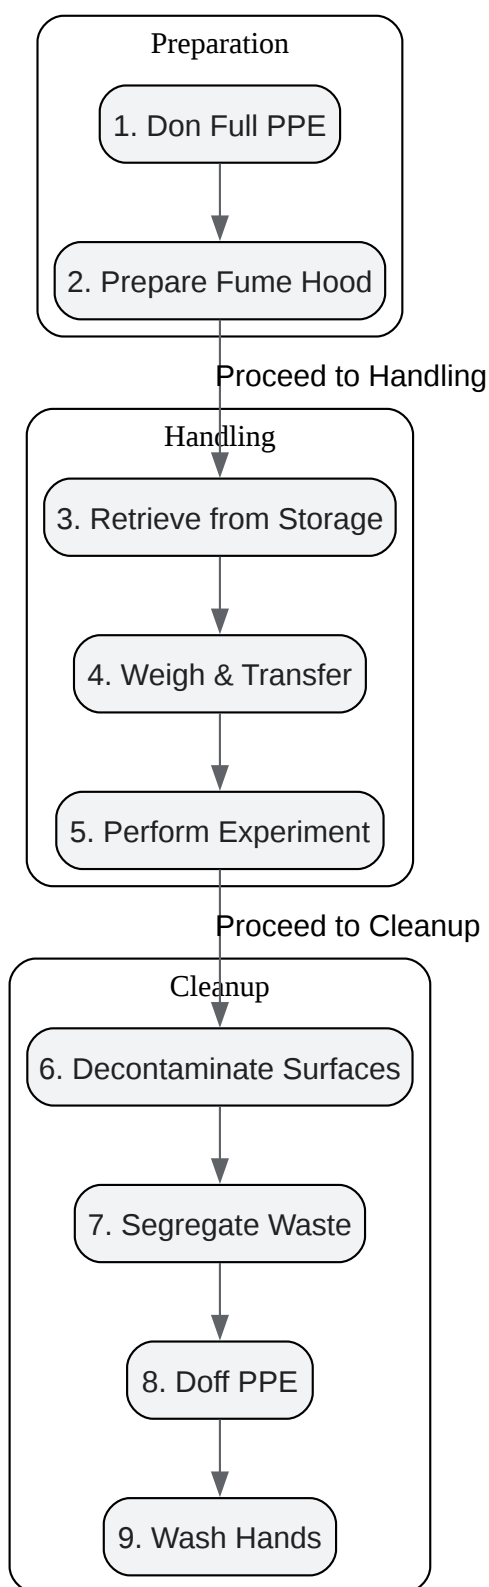 Preparation
1. Don Full PPE
2. Prepare Fume Hood
Proceed to Handling
Handling
3. Retrieve from Storage
4. Weigh & Transfer
5. Perform Experiment
Proceed to Cleanup
Cleanup
6. Decontaminate Surfaces
7. Segregate Waste
8. Doff PPE
9. Wash Hands